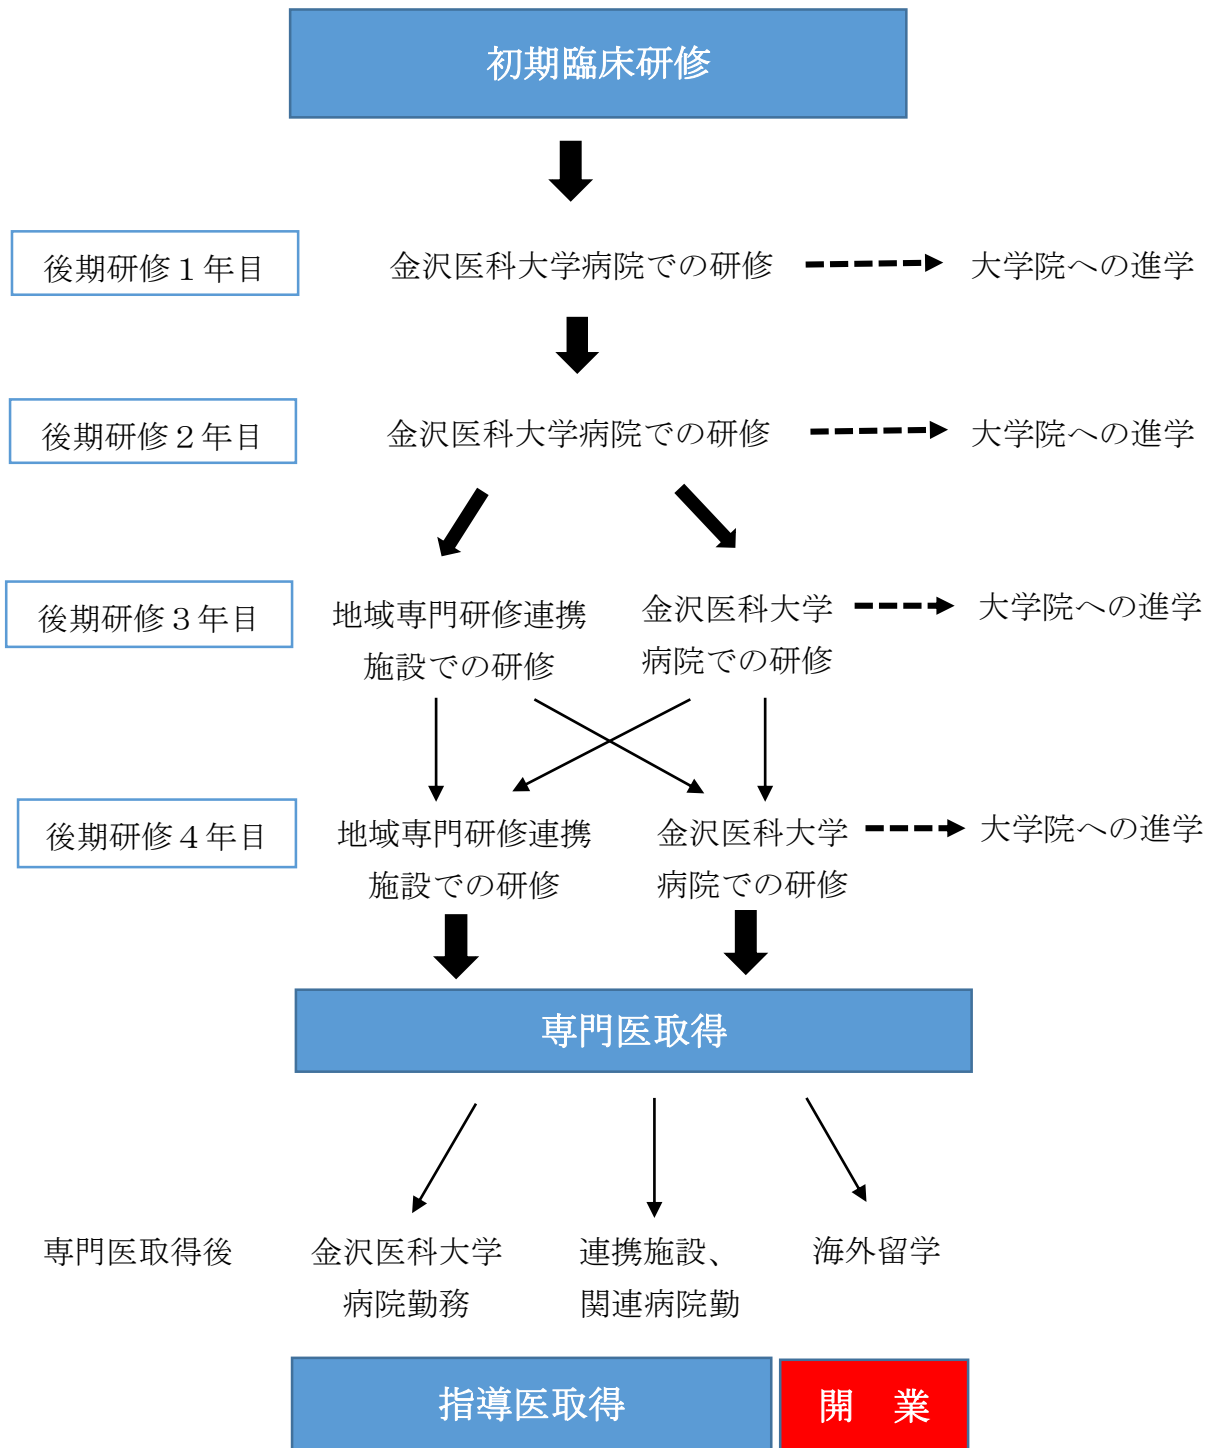 初期臨床研修
後期研修１年目
金沢医科大学病院での研修
大学院への進学
後期研修２年目
金沢医科大学病院での研修
大学院への進学
後期研修３年目
地域専門研修連携
施設での研修
金沢医科大学
病院での研修
大学院への進学
後期研修４年目
地域専門研修連携
施設での研修
金沢医科大学
病院での研修
大学院への進学
専門医取得
専門医取得後
金沢医科大学
病院勤務
連携施設、
関連病院勤
海外留学
指導医取得
開　業